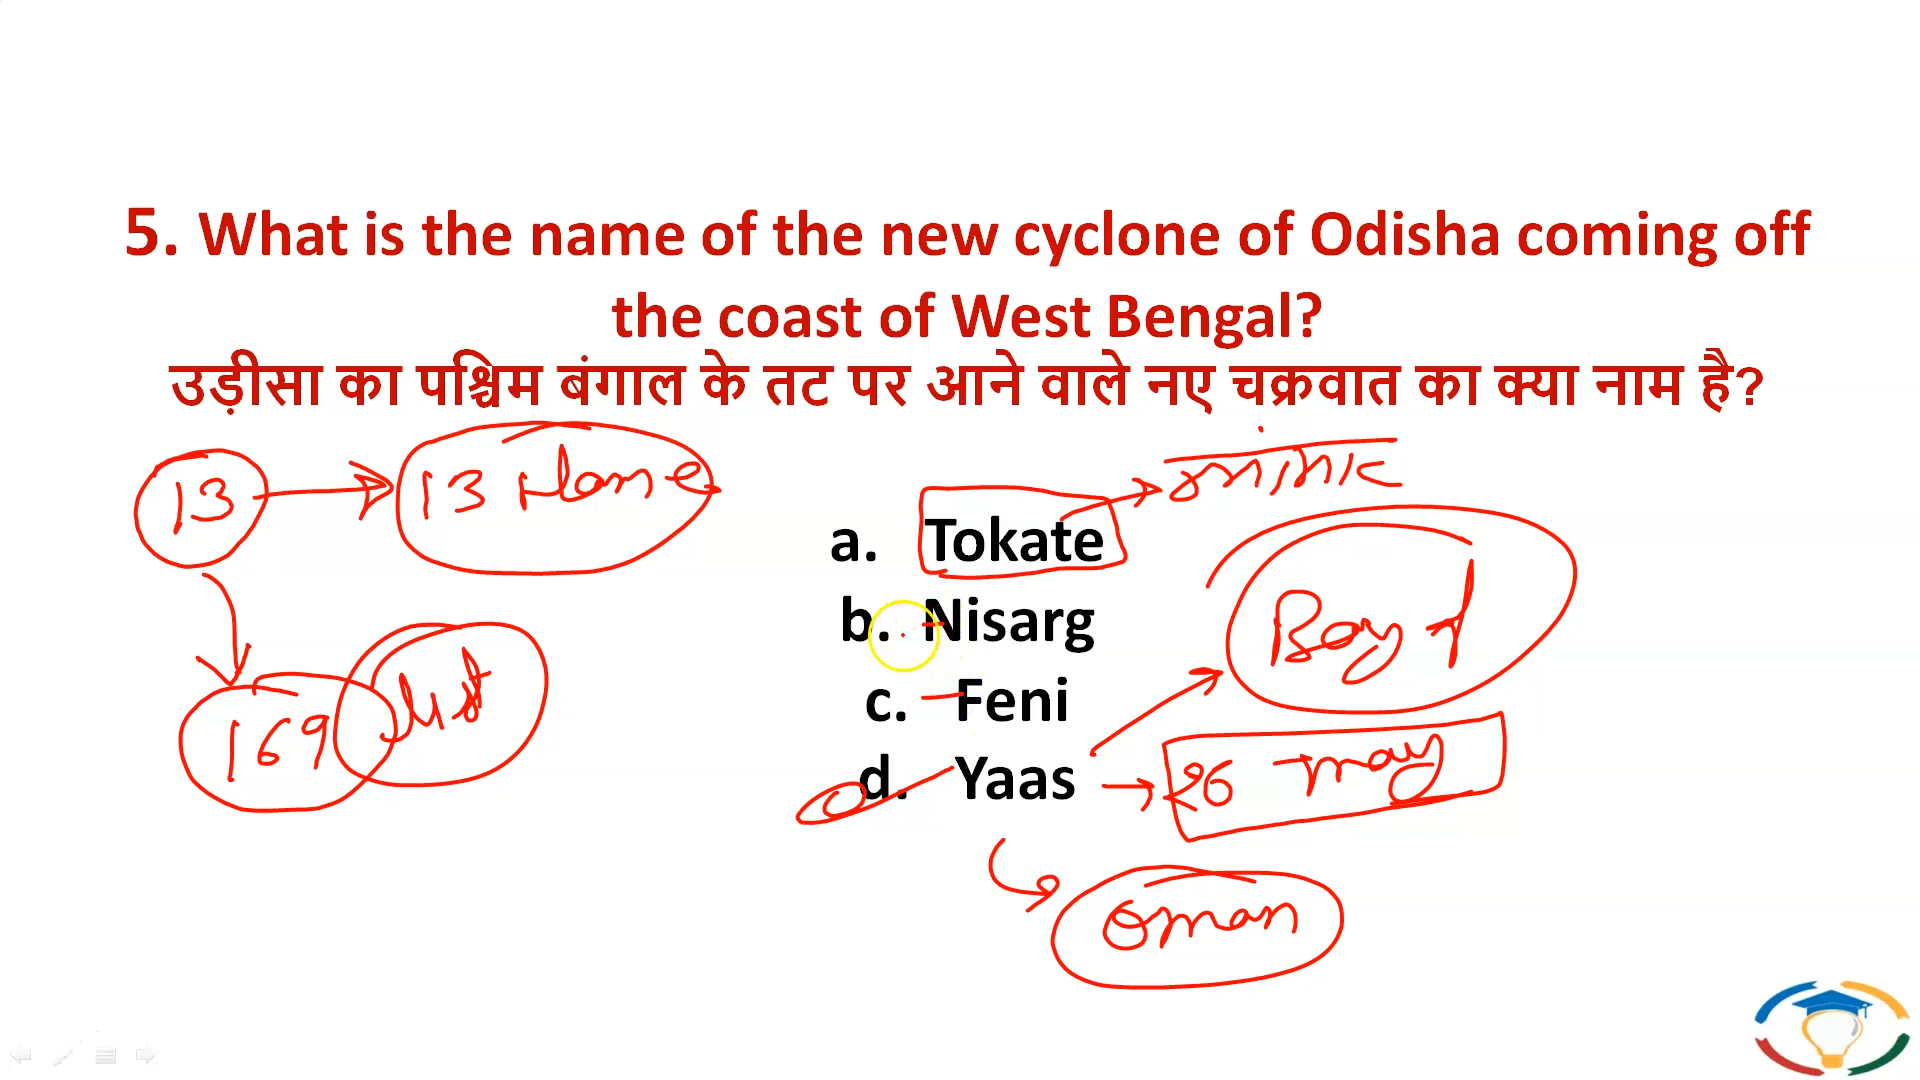 5. What is the name of the new cyclone of Odisha coming off
the coast of West Bengal?
उड़ीसा का पश्चिम बंगाल के तट पर आने वाले नए चक्रवात का क्या नाम है?
13 13 Name
a. Tokate
b. Nisarg
c. Feni
169 list
d. Yaas
Bay of
26 may
oman